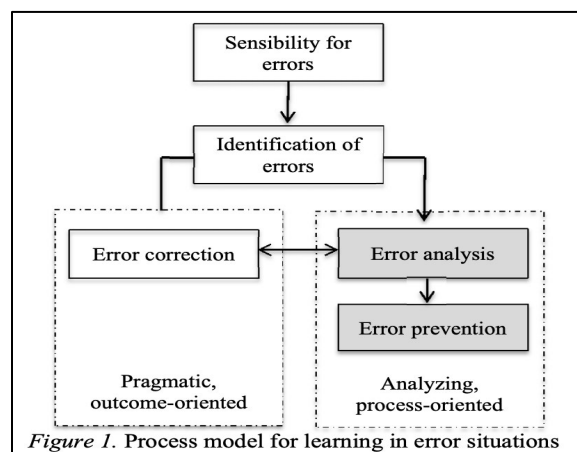 Sensibility for
errors
Identification of
errors
Error correction
Error analysis
Error prevention
Pragmatic,
outcome-oriented
Analyzing,
process-oriented
Figure 1. Process model for learning in error situations